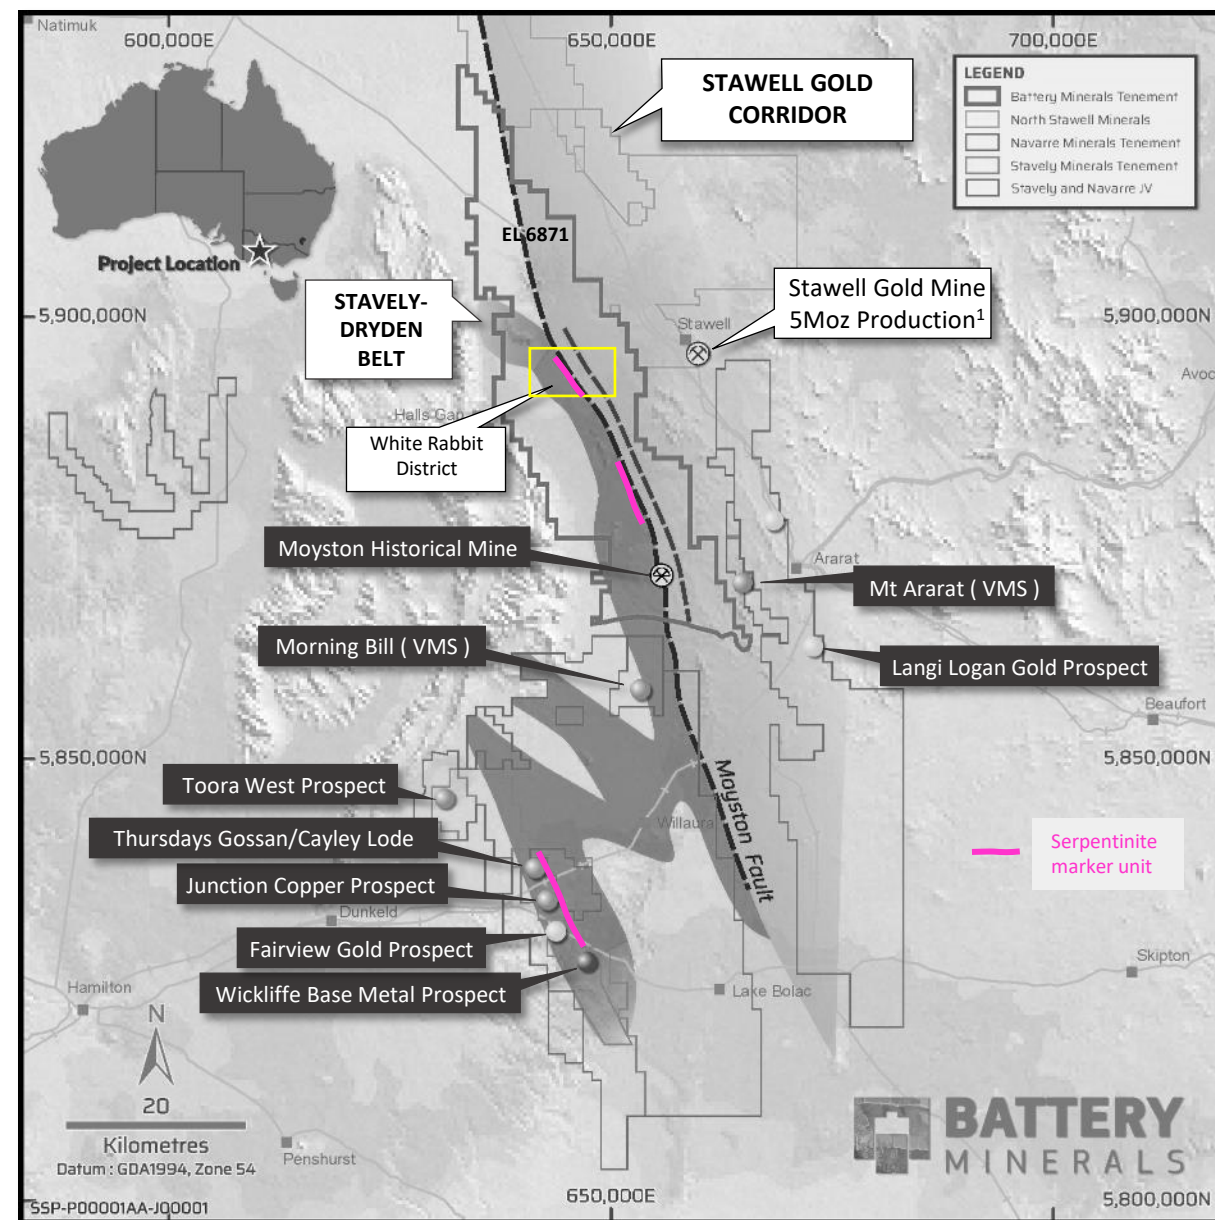 Natimuk
600,000E
650,000E
700,000E
STAWELL GOLD
CORRIDOR
LEGEND
Battery Minerals Tenement
North Stawell Minerals
Navarre Minerals Tenement
Stavely Minerals Tenement
Stavely and Navarre JV
EL6871
Project Location
STAVELY-
DRYDEN
BELT
Stawell Gold Mine
5Moz Production1
5,900,000N
Stawell
5,900,000N
Avoc
Halls Gap
White Rabbit
District
Moyston Historical Mine
Ararat
Mt Ararat ( VMS )
Morning Bill ( VMS )
Langi Logan Gold Prospect
Beaufort
5,850,000N
5,850,000N
Moyston Fault
Toora West Prospect
Willaura
Thursdays Gossan/Cayley Lode
Serpentinite
marker unit
Junction Copper Prospect
Dunkeld
Fairview Gold Prospect
Skipton
Wickliffe Base Metal Prospect
Hamilton
Lake Bolac
N
20
Kilometres
Datum : GDA1994, Zone 54
Penshurst
BATTERY
MINERALS
SSP-P00001AA-J00001
650,000E
5,800,000N